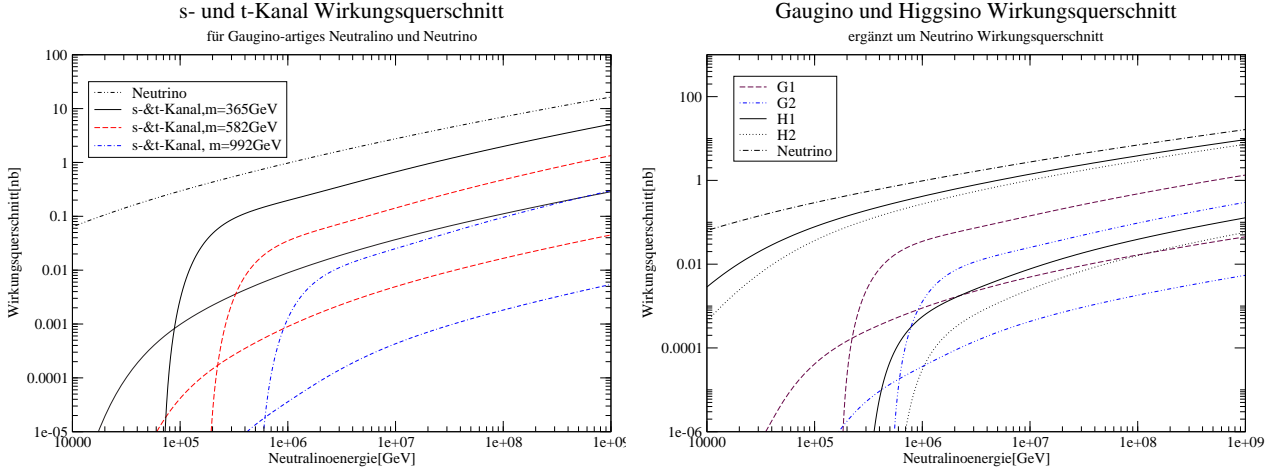 s- und t-Kanal Wirkungsquerschnitt
für Gaugino-artiges Neutralino und Neutrino
100
10
1
0.1
0.01
0.001
0.0001
1e-05
Wirkungsquerschnitt[nb]
Neutrino
s-&t-Kanal,m=365GeV
s-&t-Kanal,m=582GeV
s-&t-Kanal, m=992GeV
10000 1e+05 1e+06 1e+07 1e+08 1e+09
Neutralinoenergie[GeV]
Gaugino und Higgsino Wirkungsquerschnitt
ergänzt um Neutrino Wirkungsquerschnitt
100
1
0.01
0.0001
1e-06
Wirkungsquerschnitt[nb]
G1
G2
H1
H2
Neutrino
10000 1e+05 1e+06 1e+07 1e+08 1e+09
Neutralinoenergie[GeV]